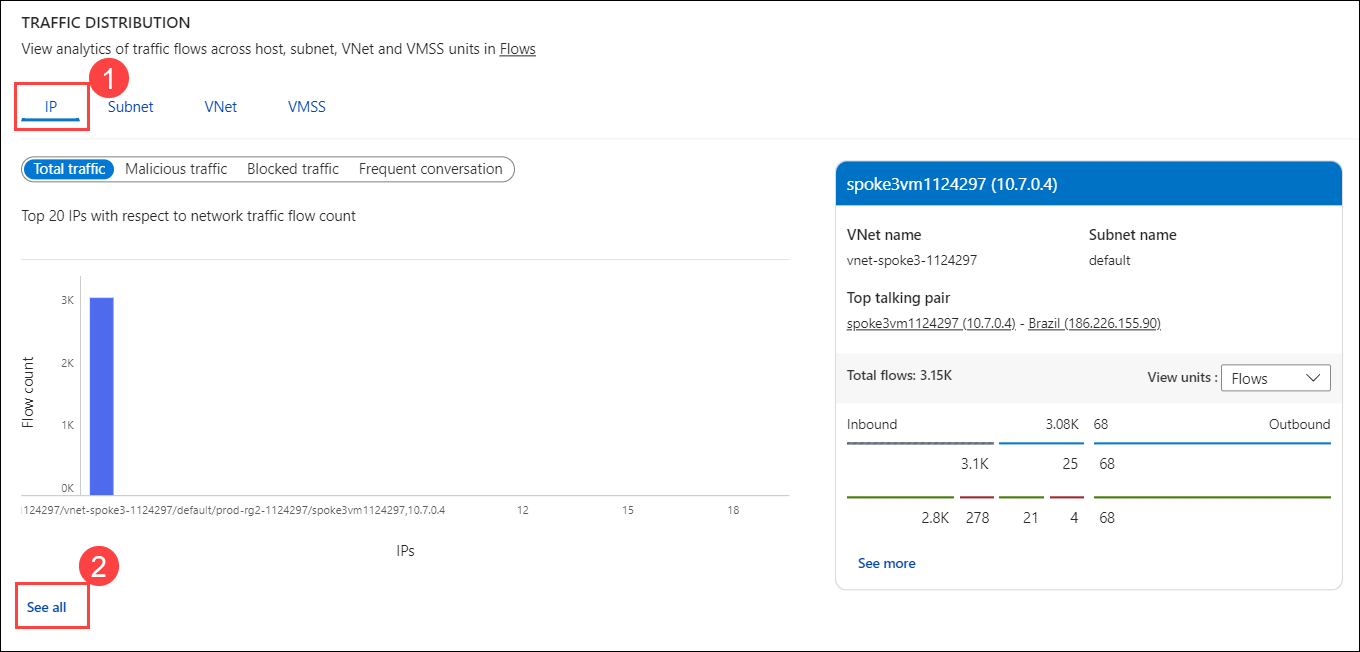 TRAFFIC DISTRIBUTION
View analytics of traffic flows across host, subnet, VNet and VMSS units in Flows
1
IP Subnet VNet VMSS
Total traffic Malicious traffic Blocked traffic Frequent conversation
Top 20 IPs with respect to network traffic flow count
Flow count
3K
2K
1K
0K
1124297/vnet-spoke3-1124297/default/prod-rg2-1124297/spoke3vm1124297,10.7.0.4 12 15 18
IPs
2
See all
spoke3vm1124297 (10.7.0.4)
VNet name Subnet name
vnet-spoke3-1124297 default
Top talking pair
spoke3vm1124297 (10.7.0.4) - Brazil (186.226.155.90)
Total flows: 3.15K View units : Flows
Inbound 3.08K 68 Outbound
3.1K 25 68
2.8K 278 21 4 68
See more